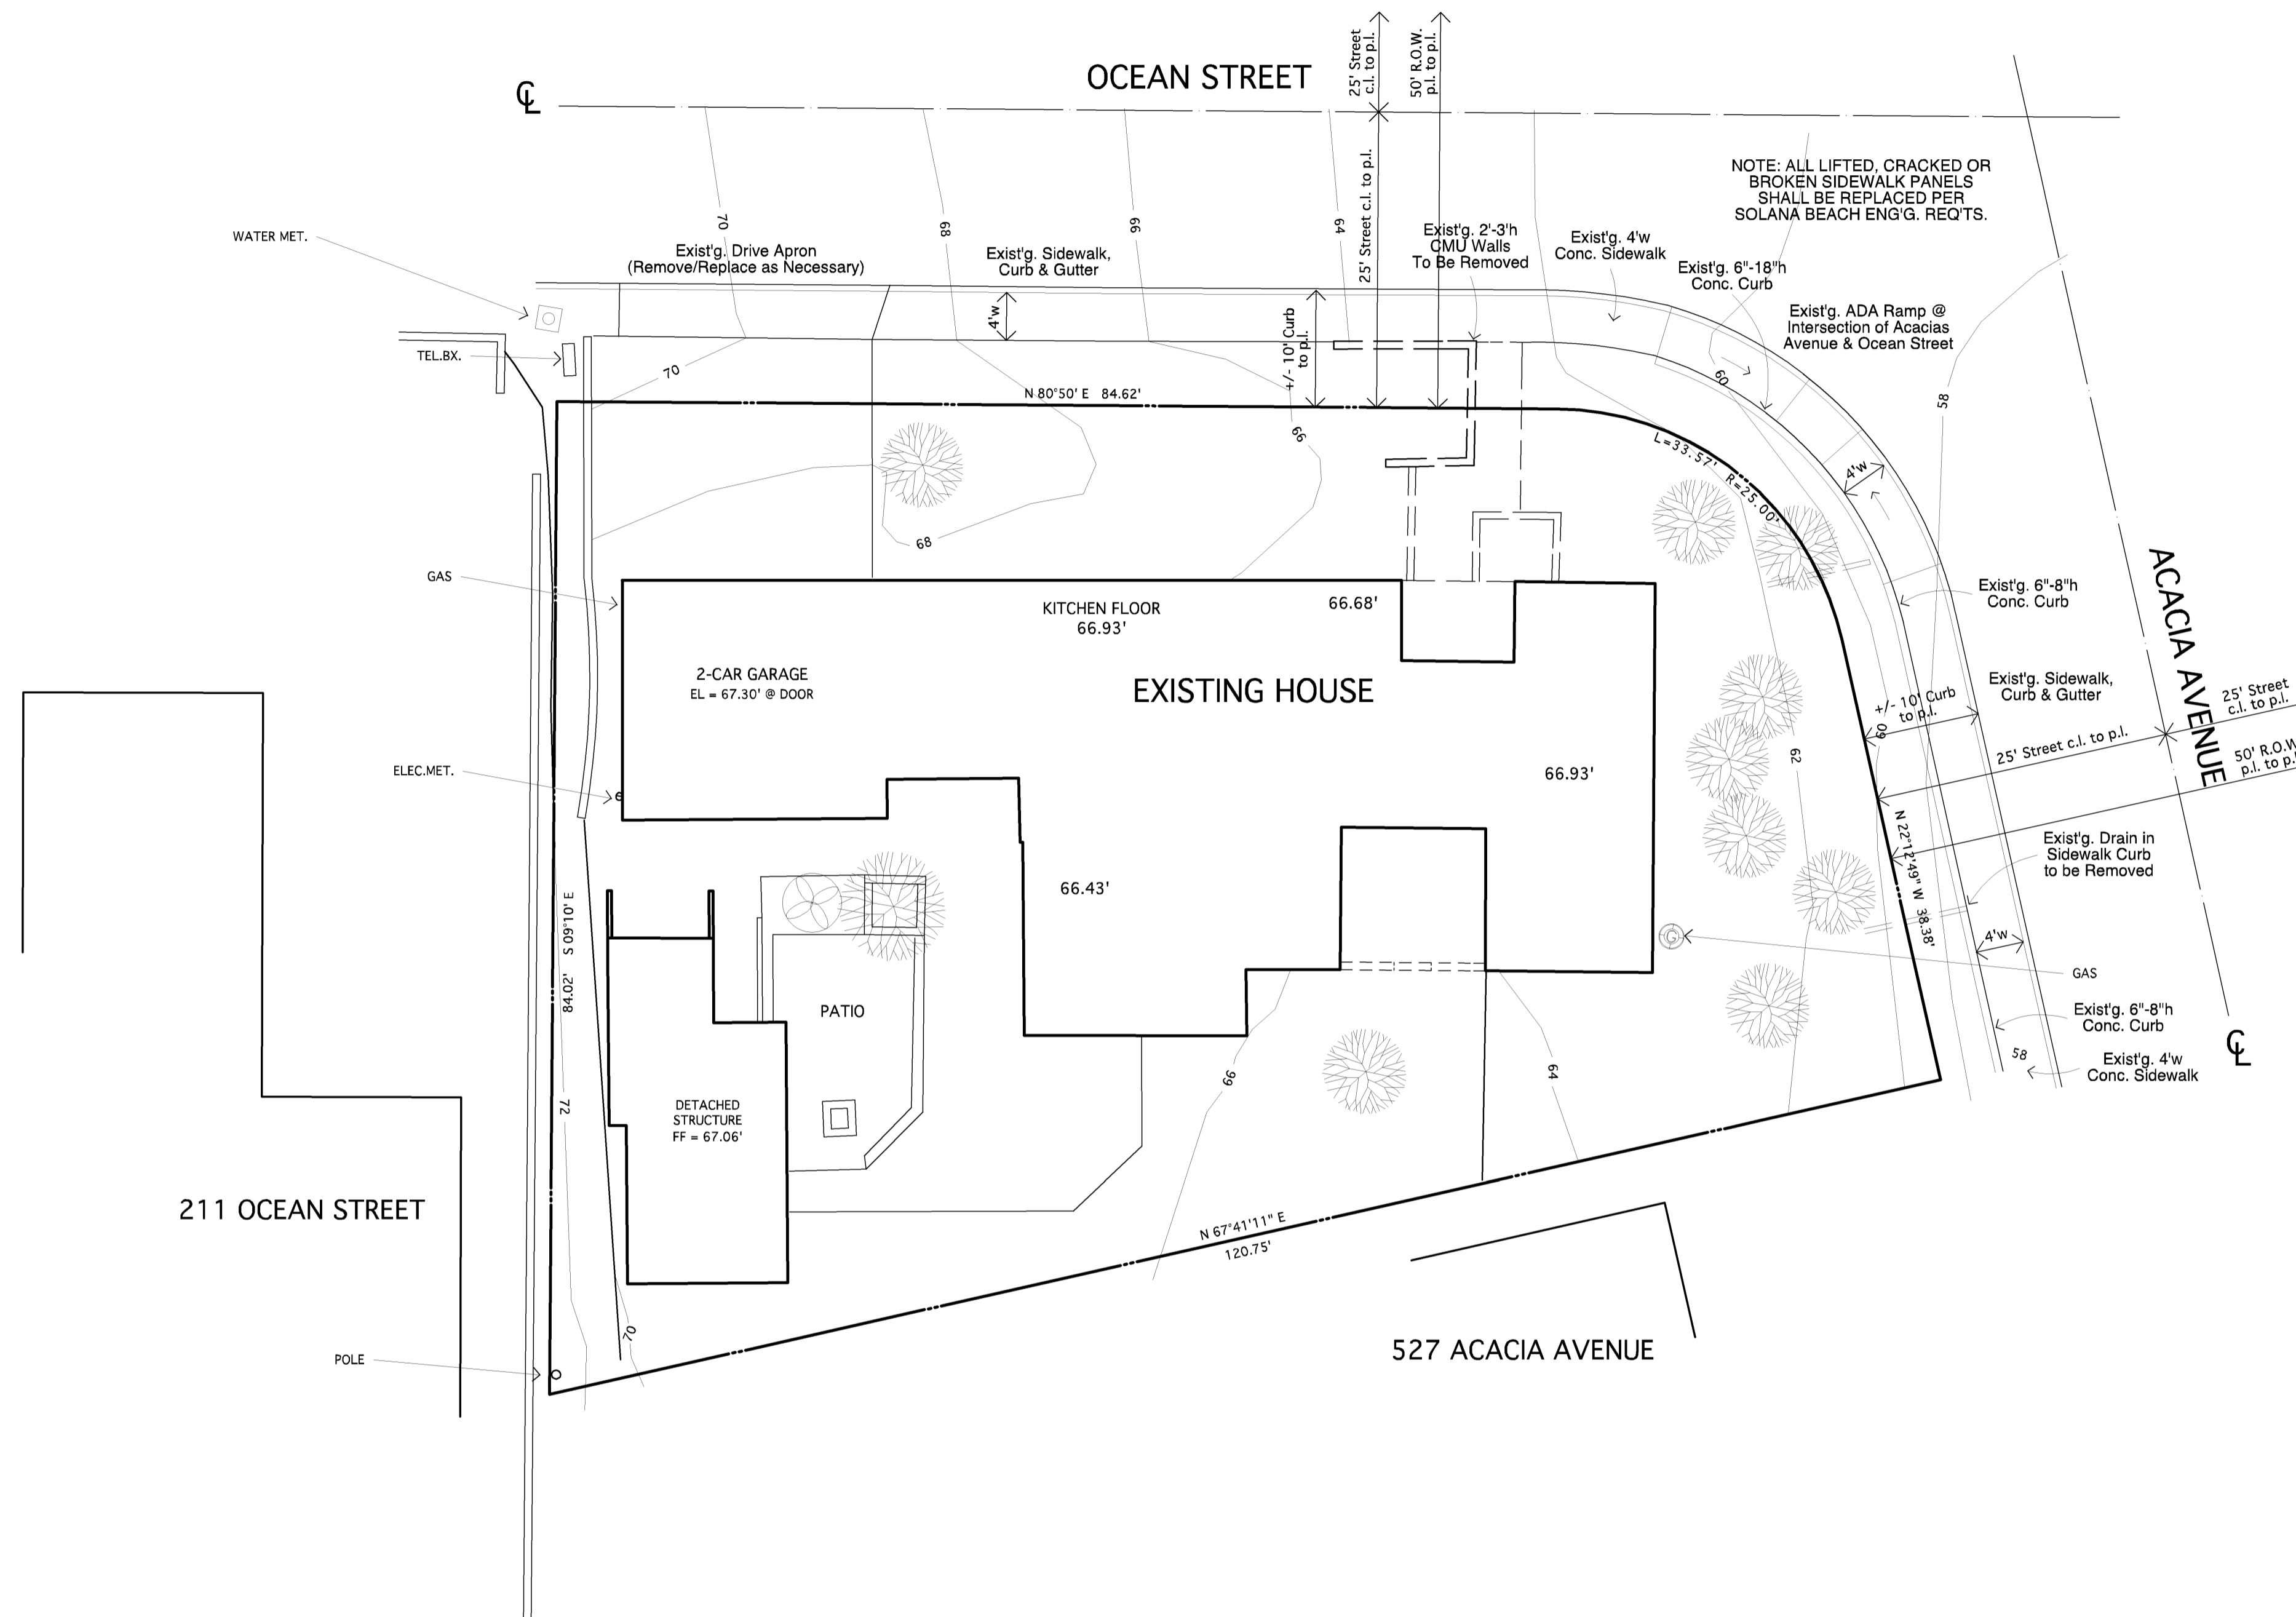 OCEAN STREET
25' Street
c.l. to p.l.
50' R.O.W.
p.l. to p.l.
25' Street c.l. to p.l.
NOTE: ALL LIFTED, CRACKED OR
BROKEN SIDEWALK PANELS
SHALL BE REPLACED PER
SOLANA BEACH ENG'G. REQ'TS.
WATER MET.
70
68
66
64
Exist'g. Drive Apron
(Remove/Replace as Necessary)
Exist'g. Sidewalk,
Curb & Gutter
Exist'g. 2'-3'h
CMU Walls
To Be Removed
Exist'g. 4'w
Conc. Sidewalk
Exist'g. 6"-18"h
Conc. Curb
Exist'g. ADA Ramp @
Intersection of Acacias
Avenue & Ocean Street
4'w
+/- 10' Curb
to p.l.
TEL.BX.
70
60
58
N 80°50' E 84.62'
66
L=33.57' R=25.00'
4'w
68
GAS
KITCHEN FLOOR
66.93'
66.68'
Exist'g. 6"-8"h
Conc. Curb
ACACIA AVENUE
2-CAR GARAGE
EL = 67.30' @ DOOR
EXISTING HOUSE
Exist'g. Sidewalk,
Curb & Gutter
+/- 10' Curb
to p.l.
25' Street
c.l. to p.l.
60
62
25' Street c.l. to p.l.
50' R.O.W.
p.l. to p.l.
ELEC.MET.
e
66.93'
N 22°12'49" W 38.38'
Exist'g. Drain in
Sidewalk Curb
to be Removed
66.43'
84.02' S 09°10' E
G
4'w
GAS
PATIO
Exist'g. 6"-8"h
Conc. Curb
58
Exist'g. 4'w
Conc. Sidewalk
66
64
72
DETACHED
STRUCTURE
FF = 67.06'
211 OCEAN STREET
N 67°41'11" E
120.75'
70
527 ACACIA AVENUE
POLE